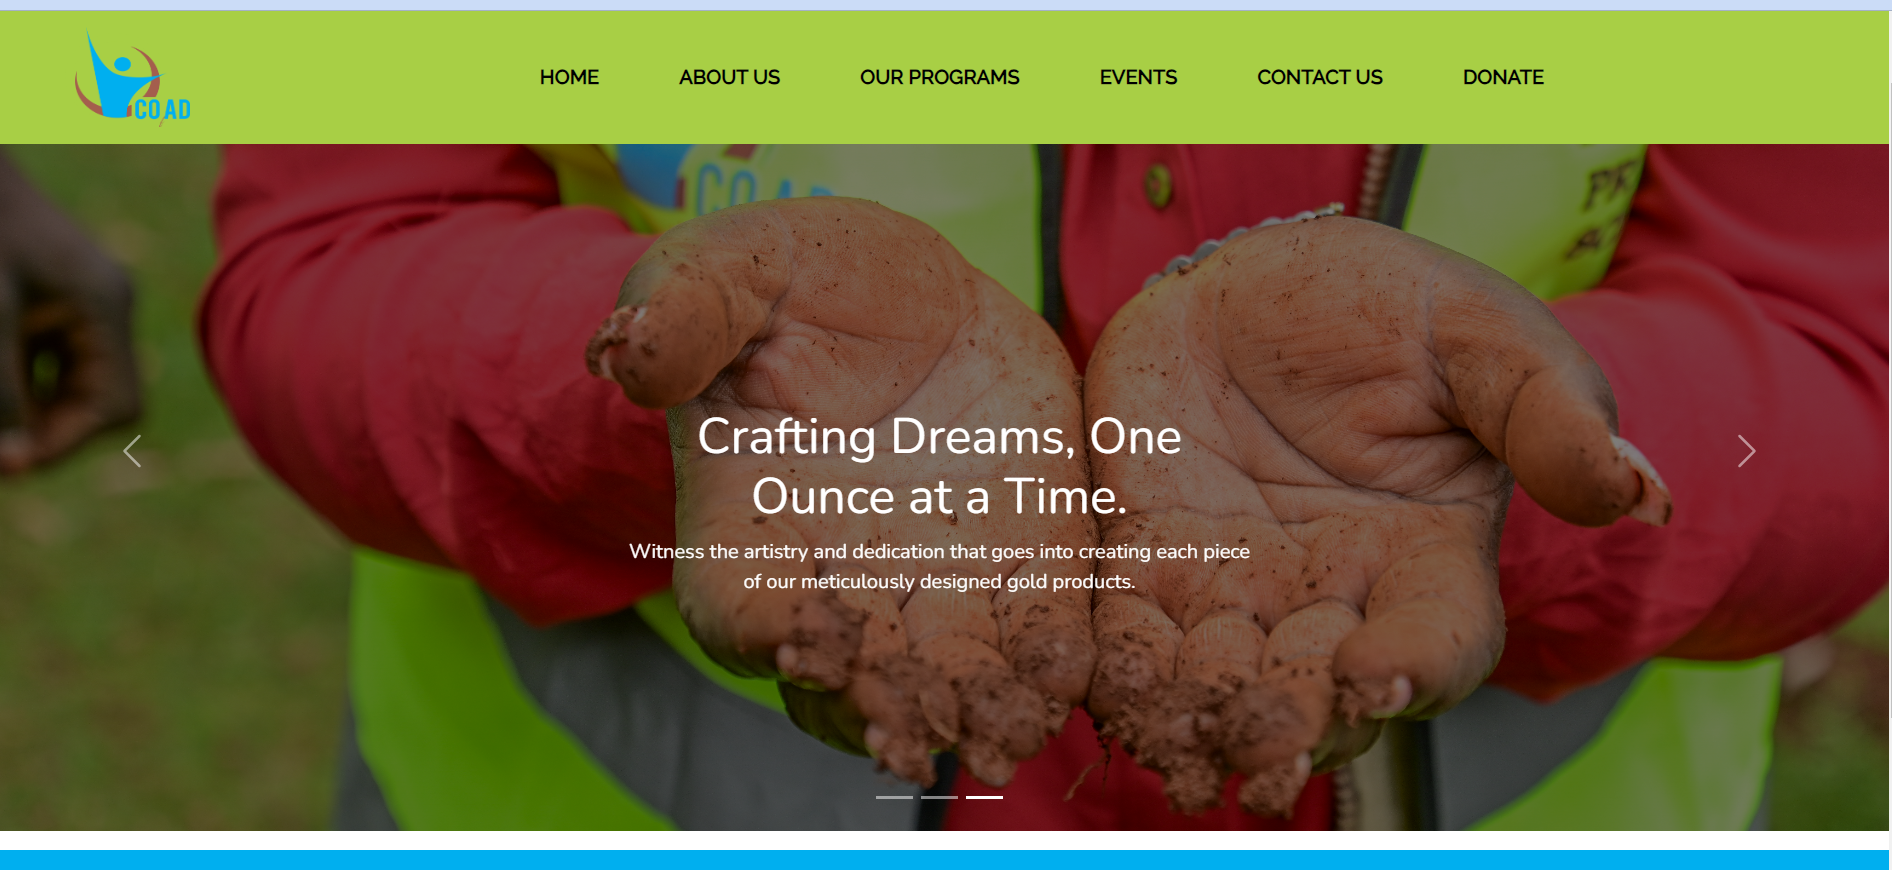 COAD
HOME ABOUT US OUR PROGRAMS EVENTS CONTACT US DONATE
COAD
Crafting Dreams, One
Ounce at a Time.
Witness the artistry and dedication that goes into creating each piece
of our meticulously designed gold products.